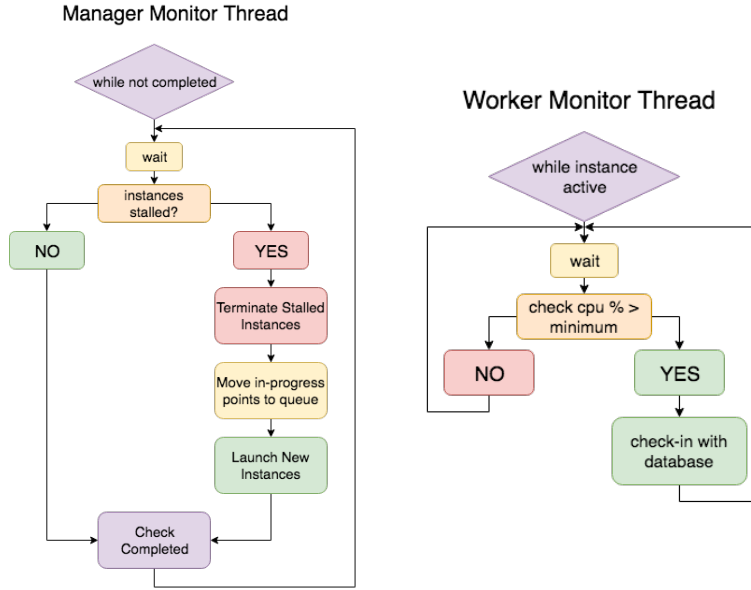 Manager Monitor Thread
while not completed
wait
instances
stalled?
NO
YES
Terminate Stalled
Instances
Move in-progress
points to queue
Launch New
Instances
Check
Completed
Worker Monitor Thread
while instance
active
wait
check cpu % >
minimum
NO
YES
check-in with
database